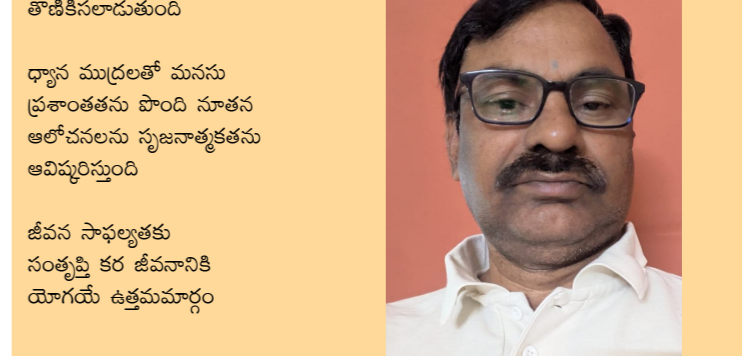 తొణికిసలాడుతుంది
ధ్యాన ముద్రలతో మనసు
ప్రశాంతతను పొంది నూతన
ఆలోచనలను సృజనాత్మకతను
ఆవిష్కరిస్తుంది
జీవన సాఫల్యతకు
సంతృప్తి కర జీవనానికి
యోగయే ఉత్తమమార్గం